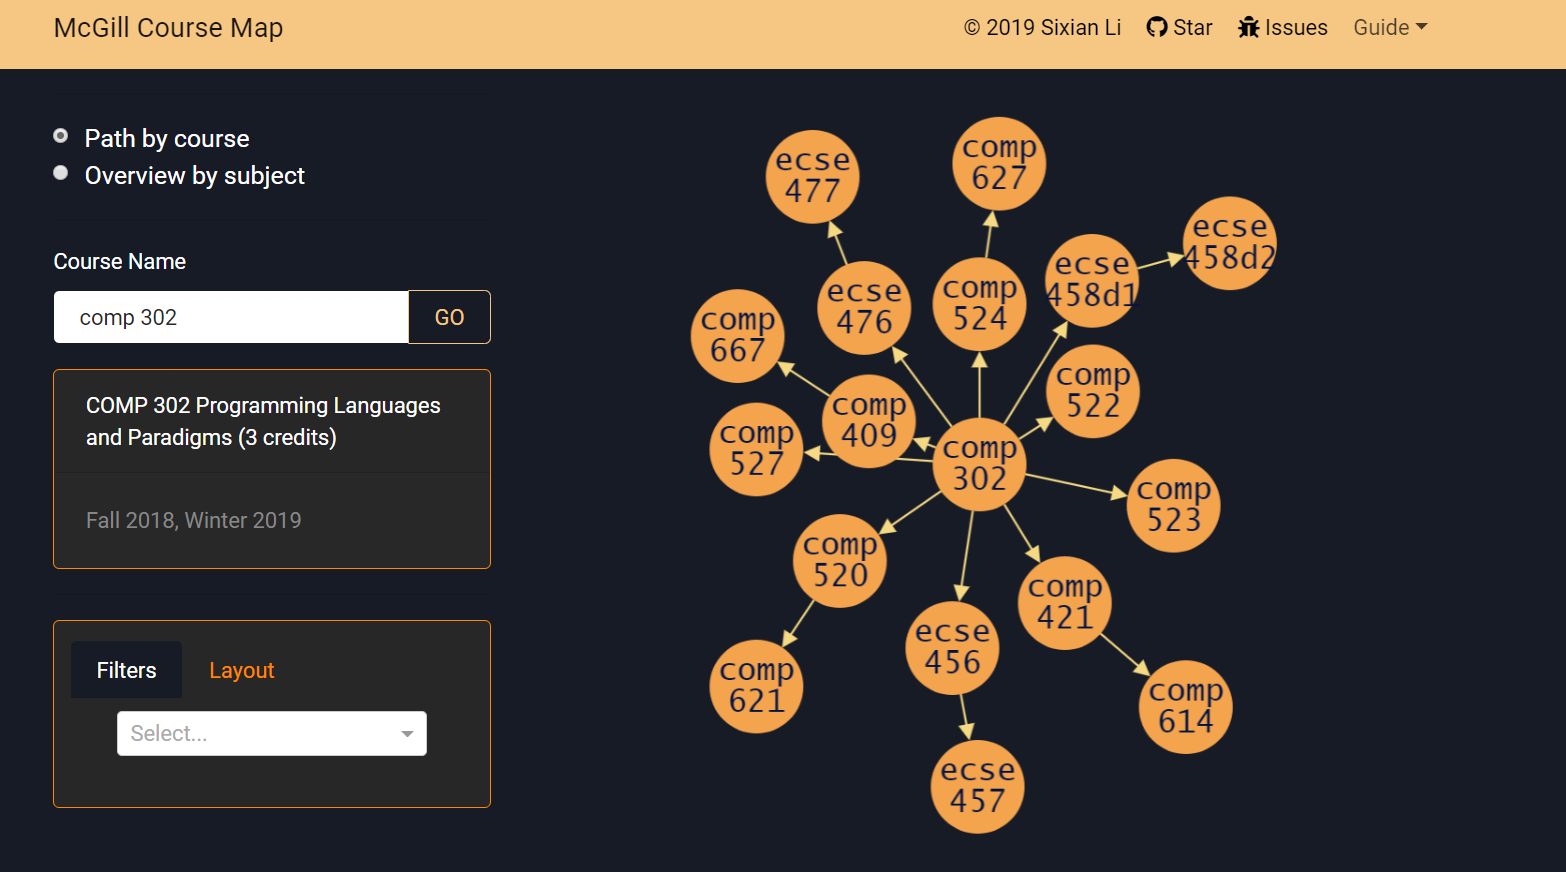 McGill Course Map
© 2019 Sixian Li
Star
Issues
Guide
Path by course
Overview by subject
Course Name
comp 302
GO
COMP 302 Programming Languages
and Paradigms (3 credits)
Fall 2018, Winter 2019
Filters
Layout
Select...
ecse
477
comp
627
ecse
458d2
ecse
458d1
ecse
476
comp
524
comp
667
comp
522
comp
409
comp
527
comp
302
comp
523
comp
520
comp
421
ecse
456
comp
621
comp
614
ecse
457